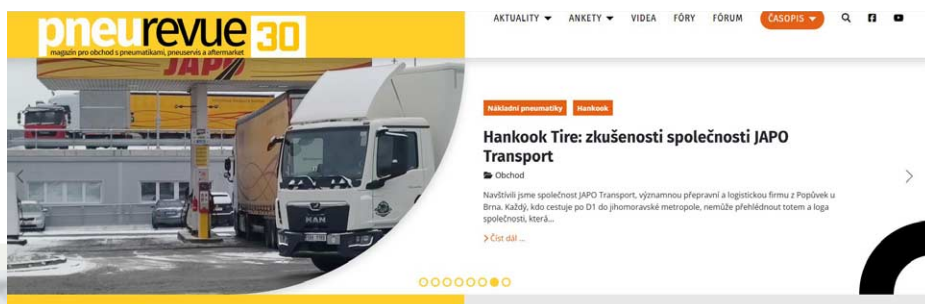 pneurevue 30
magazín pro obchod s pneumatikami, pneuservis a aftermarket
AKTUALITY ANKETY VIDEA FÓRY FÓRUM ČASOPIS
JAPO
MAN
Nákladní pneumatiky Hankook
Hankook Tire: zkušenosti společnosti JAPO
Transport
Obchod
Navštívili jsme společnost JAPO Transport, významnou přepravní a logistickou firmu z Popůvek u
Brna. Každý, kdo cestuje po D1 do jihomoravské metropole, nemůže přehlédnout totem a loga
společnosti, která...
Číst dál ...